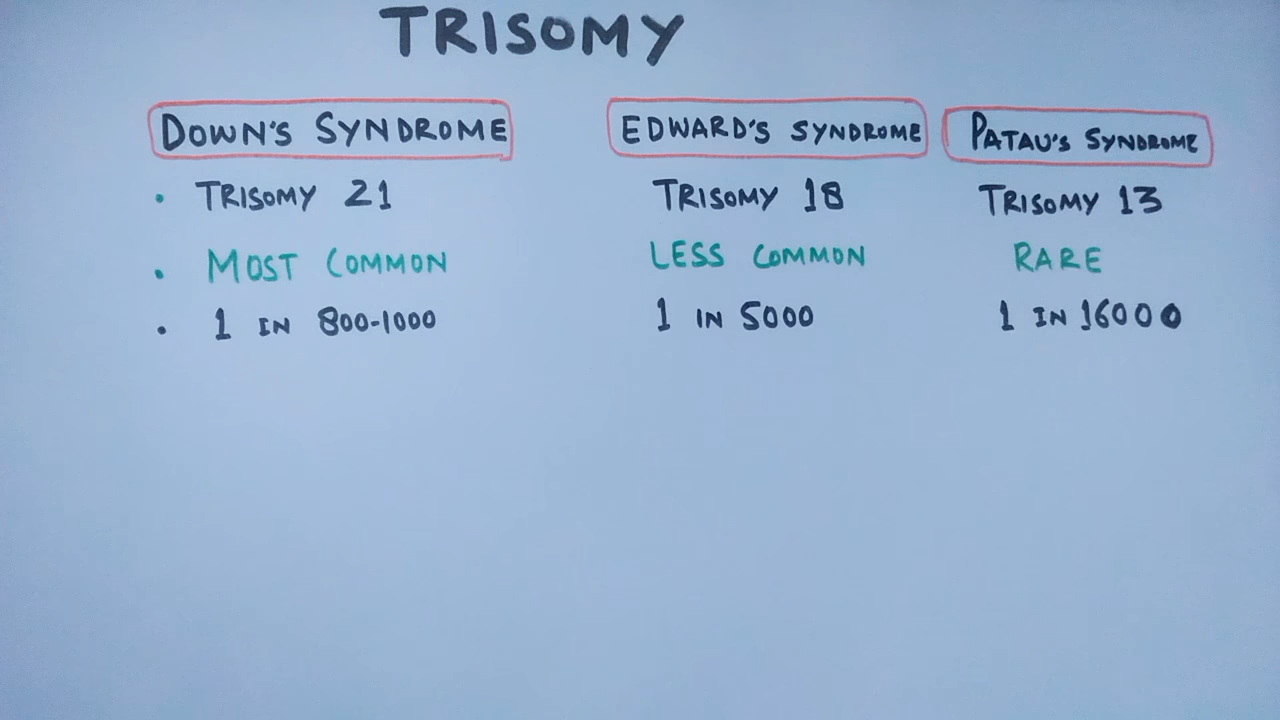 TRISOMY
DOWN'S SYNDROME
• TRISOMY 21
• MOST COMMON
• 1 IN 800-1000
EDWARD'S SYNDROME
TRISOMY 18
LESS COMMON
1 IN 5000
PATAU'S SYNDROME
TRISOMY 13
RARE
1 IN 16000